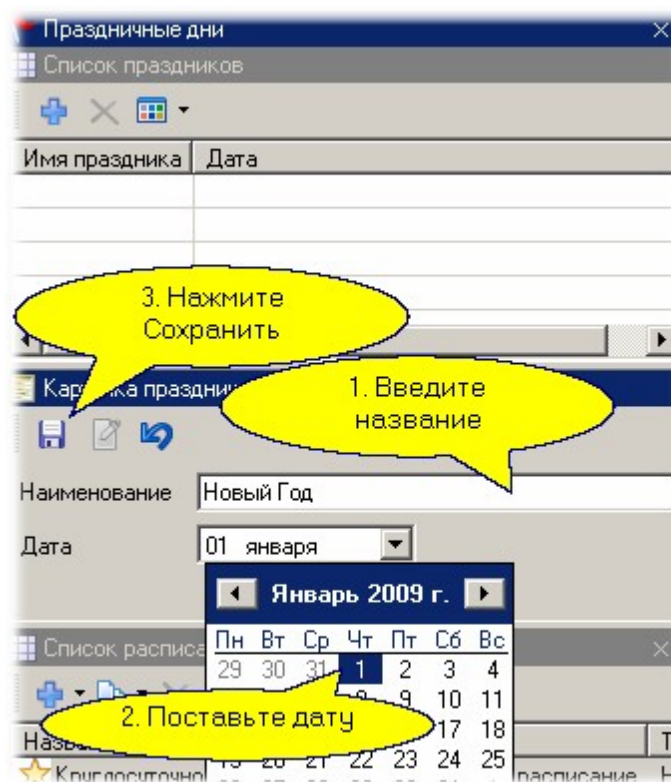 Праздничные дни
Список праздников
Имя праздника Дата
3. Нажмите
Сохранить
1. Введите
название
Наименование Новый Год
Дата 01 января
Январь 2009 г.
Пн Вт Ср Чт Пт Сб Вс
29 30 31 1 2 3 4
9 10 11
2. Поставьте дату
17 18
21 22 23 24 25
расписание